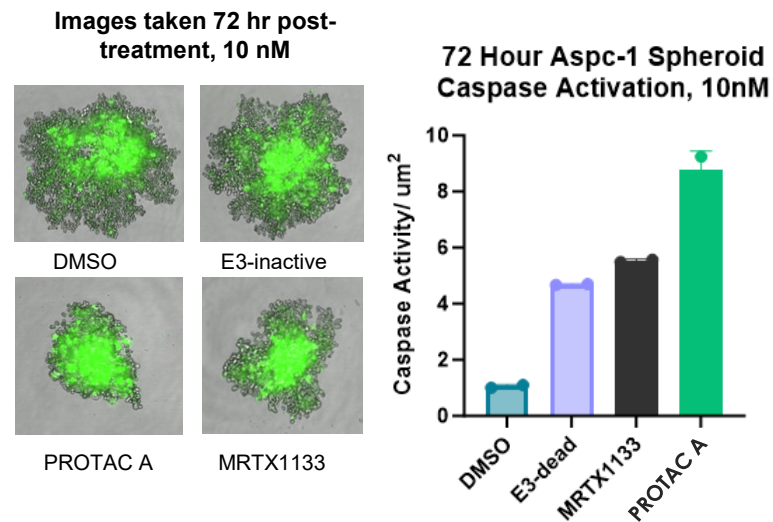 Images taken 72 hr post-
treatment, 10 nM
DMSO
E3-inactive
PROTAC A
MRTX1133
72 Hour Aspc-1 Spheroid
Caspase Activation, 10nM
Caspase Activity/ um²
10
8
6
4
2
0
DMSO
E3-dead
MRTX1133
PROTAC A